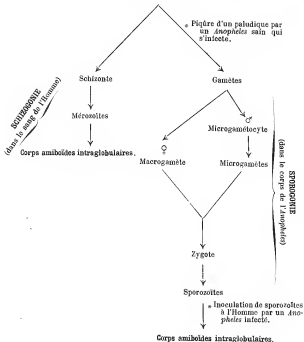 * Piqûre d'un paludique par
un Anopheles sain qui
s'infecte.
Schizonte
Gamètes
SCHIZOGONIE
(dans le sang de l'Homme)
Mérozoïtes
♀
♂
Microgamétocyte
Corps amiboïdes intraglobulaires.
Macrogamète
Microgamètes
SPOROGONIE
(dans le corps de l'Anopheles)
Zygote
Sporozoïtes
* Inoculation de sporozoïtes
à l'Homme par un Ano-
pheles infecté.
Corps amiboïdes intraglobulaires.